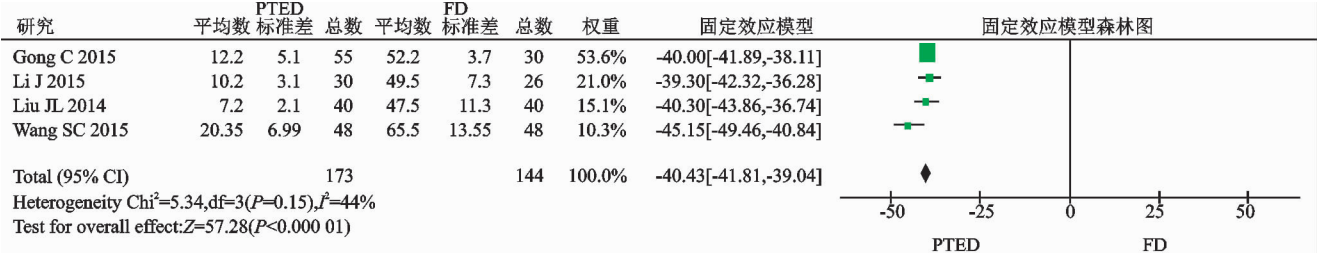 PTED FD
研究 平均数 标准差 总数 平均数 标准差 总数 权重 固定效应模型 固定效应模型森林图
Gong C 2015 12.2 5.1 55 52.2 3.7 30 53.6% -40.00[-41.89,-38.11]
Li J 2015 10.2 3.1 30 49.5 7.3 26 21.0% -39.30[-42.32,-36.28]
Liu JL 2014 7.2 2.1 40 47.5 11.3 40 15.1% -40.30[-43.86,-36.74]
Wang SC 2015 20.35 6.99 48 65.5 13.55 48 10.3% -45.15[-49.46,-40.84]
Total (95% CI) 173 144 100.0% -40.43[-41.81,-39.04]
Heterogeneity Chi²=5.34,df=3(P=0.15),I²=44%
Test for overall effect:Z=57.28(P<0.000 01)
-50 -25 0 25 50
PTED FD